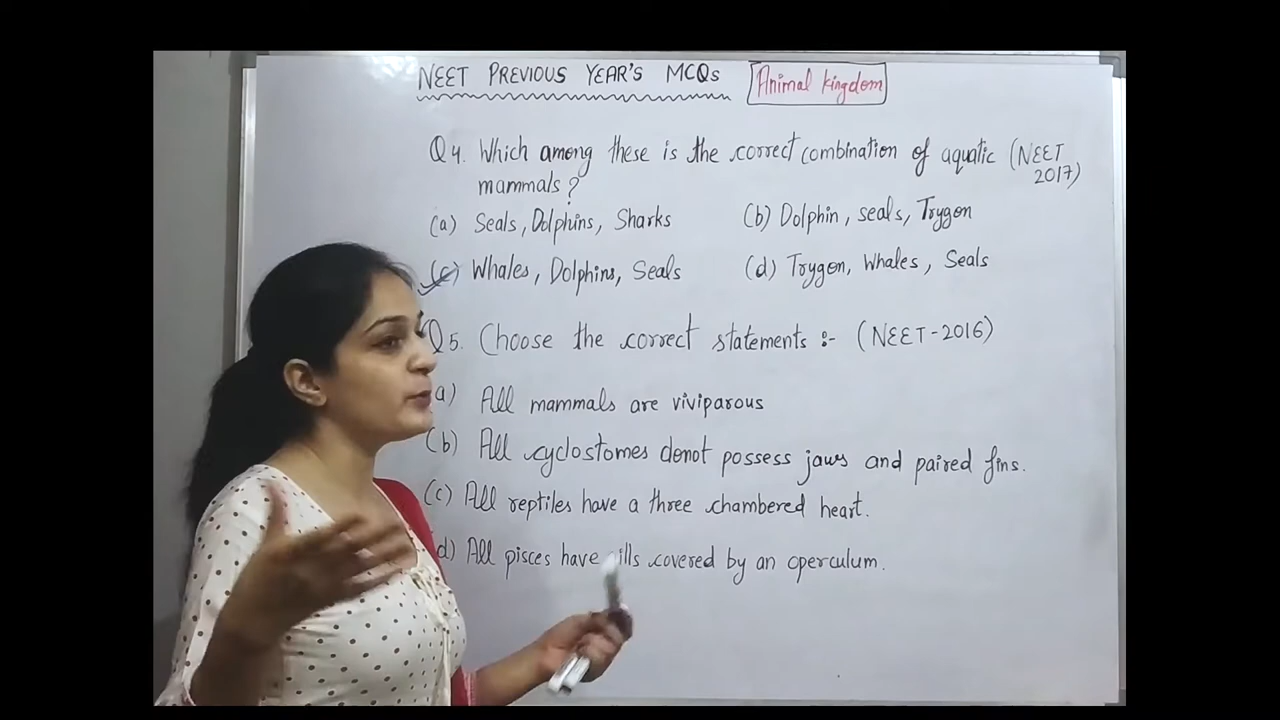 NEET PREVIOUS YEAR'S MCQs Animal kingdom
Q4. Which among these is the correct combination of aquatic (NEET 2017)
mammals?
(a) Seals, Dolphins, Sharks (b) Dolphin, seals, Trygon
(c) Whales, Dolphins, Seals (d) Trygon, Whales, Seals
Q5. Choose the correct statements :- (NEET-2016)
a) All mammals are viviparous
(b) All cyclostomes donot possess jaws and paired fins.
(c) All reptiles have a three chambered heart.
d) All pisces have gills covered by an operculum.